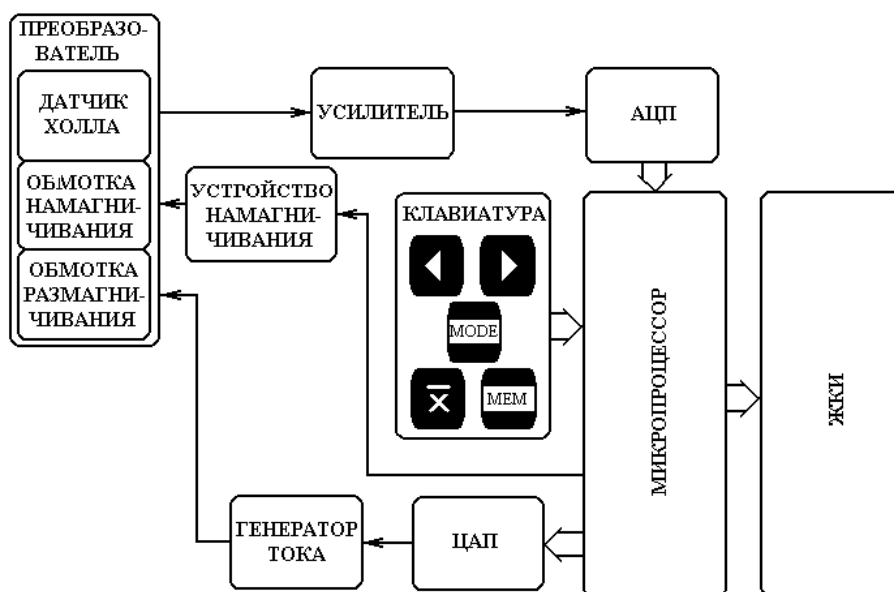 ПРЕОБРАЗО-
ВАТЕЛЬ
ДАТЧИК
ХОЛЛА
ОБМОТКА
НАМАГНИ-
ЧИВАНИЯ
ОБМОТКА
РАЗМАГНИ-
ЧИВАНИЯ
УСИЛИТЕЛЬ
АЦП
УСТРОЙСТВО
НАМАГНИ-
ЧИВАНИЯ
КЛАВИАТУРА
MODE
x̅
MEM
МИКРОПРОЦЕССОР
ЖКИ
ГЕНЕРАТОР
ТОКА
ЦАП